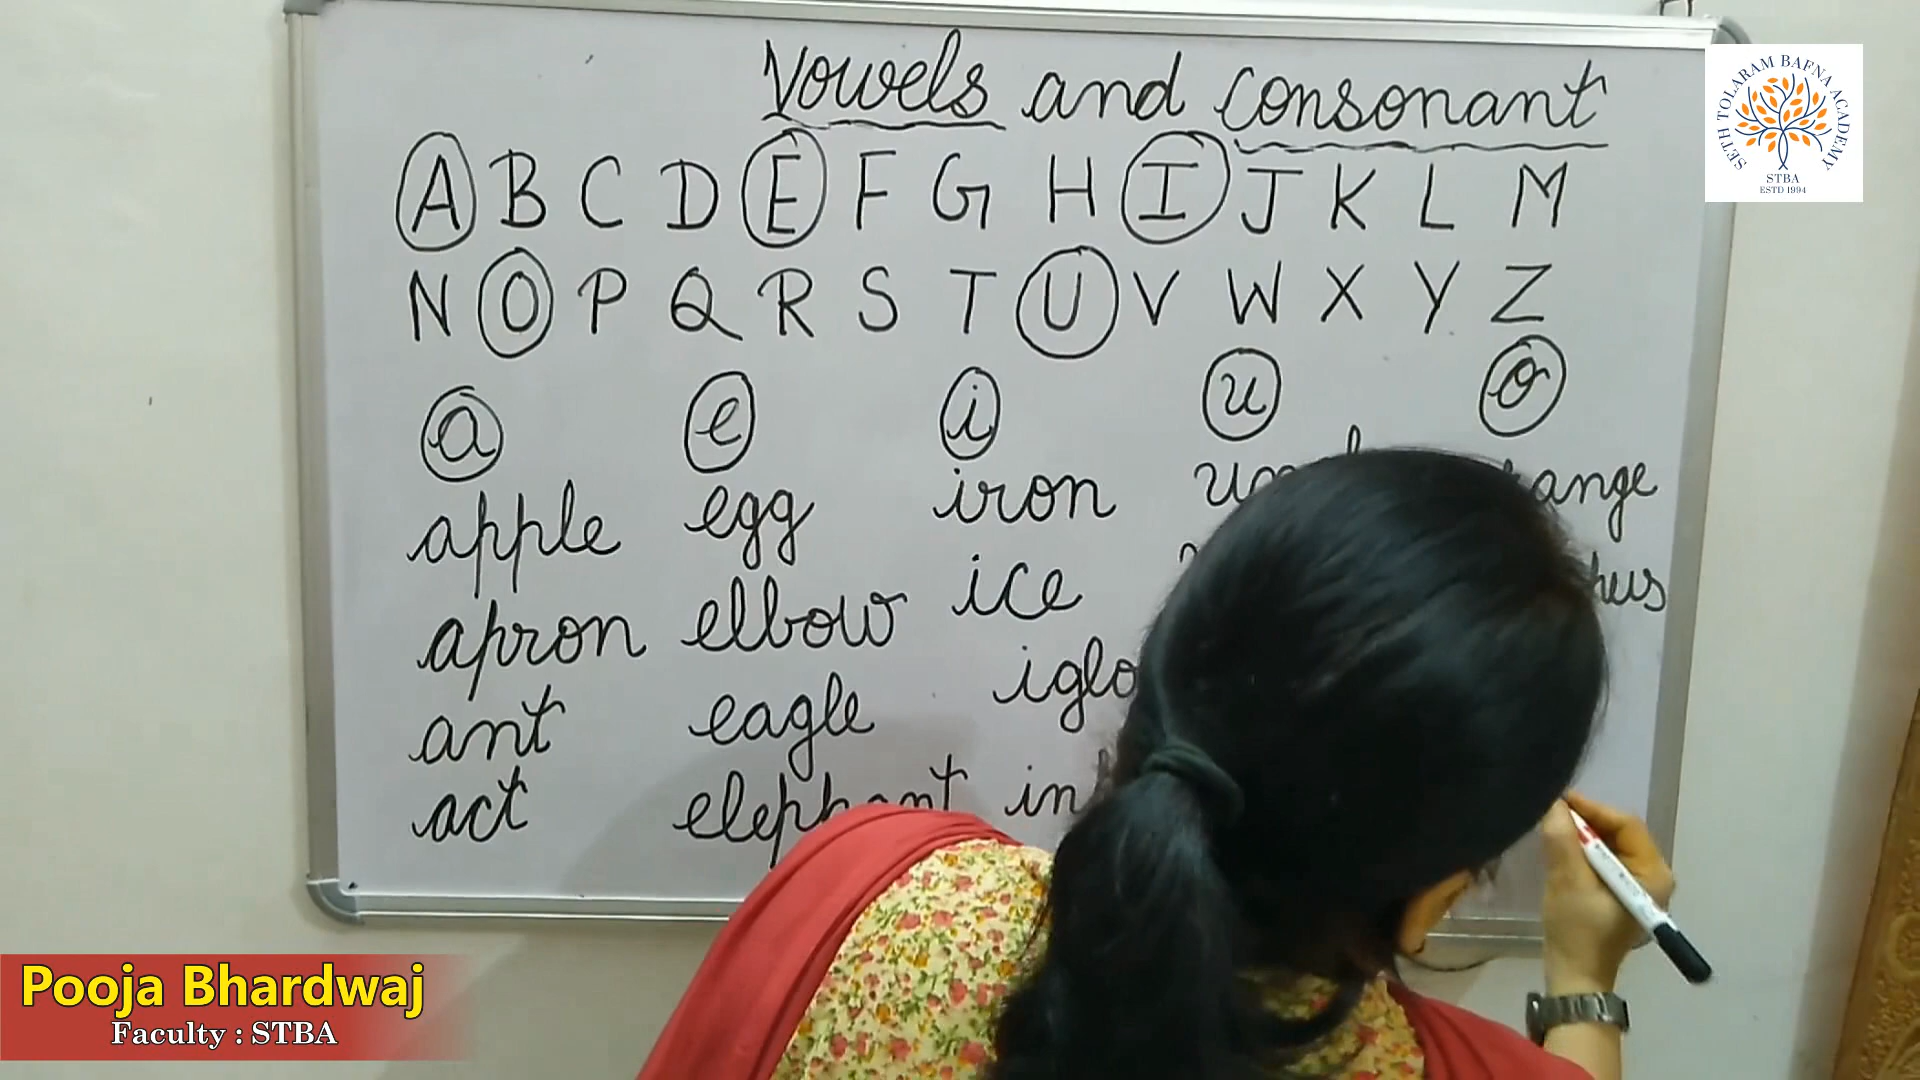 Vowels and consonant
A B C D E F G H I J K L M
N O P Q R S T U V W X Y Z
a e i u o
apple egg iron
apron elbow ice
ant eagle
act elephant
SETH TOLARAM BAFNA ACADEMY
STBA
ESTD 1994
Pooja Bhardwaj
Faculty : STBA